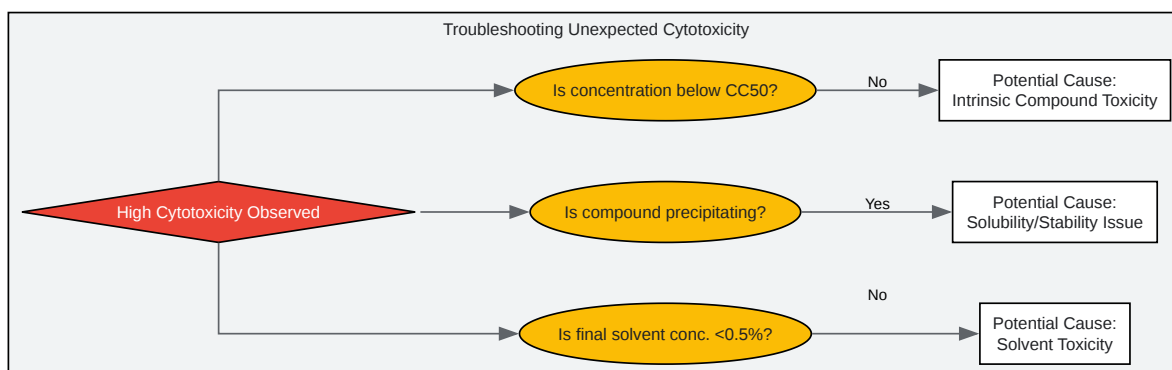 Troubleshooting Unexpected Cytotoxicity
Is concentration below CC50?
No
Potential Cause:
Intrinsic Compound Toxicity
High Cytotoxicity Observed
Is compound precipitating?
Yes
Potential Cause:
Solubility/Stability Issue
Is final solvent conc. <0.5%?
No
Potential Cause:
Solvent Toxicity